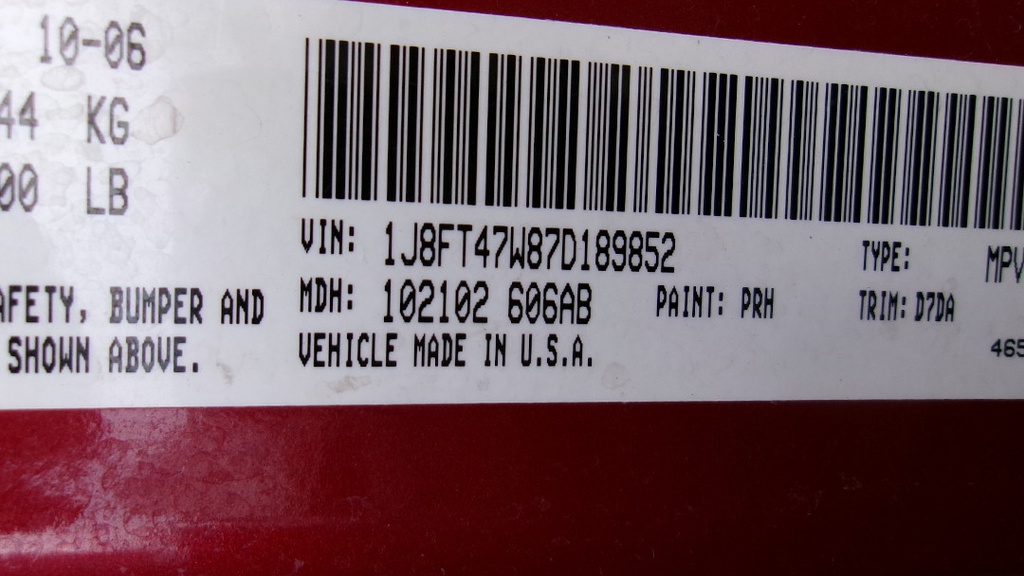 10-06
44 KG
00 LB
VIN: 1J8FT47W87D189852
TYPE: MPV
AFETY, BUMPER AND
MDH: 102102 606AB
PAINT: PRH
TRIM: D7DA
SHOWN ABOVE.
VEHICLE MADE IN U.S.A.
465